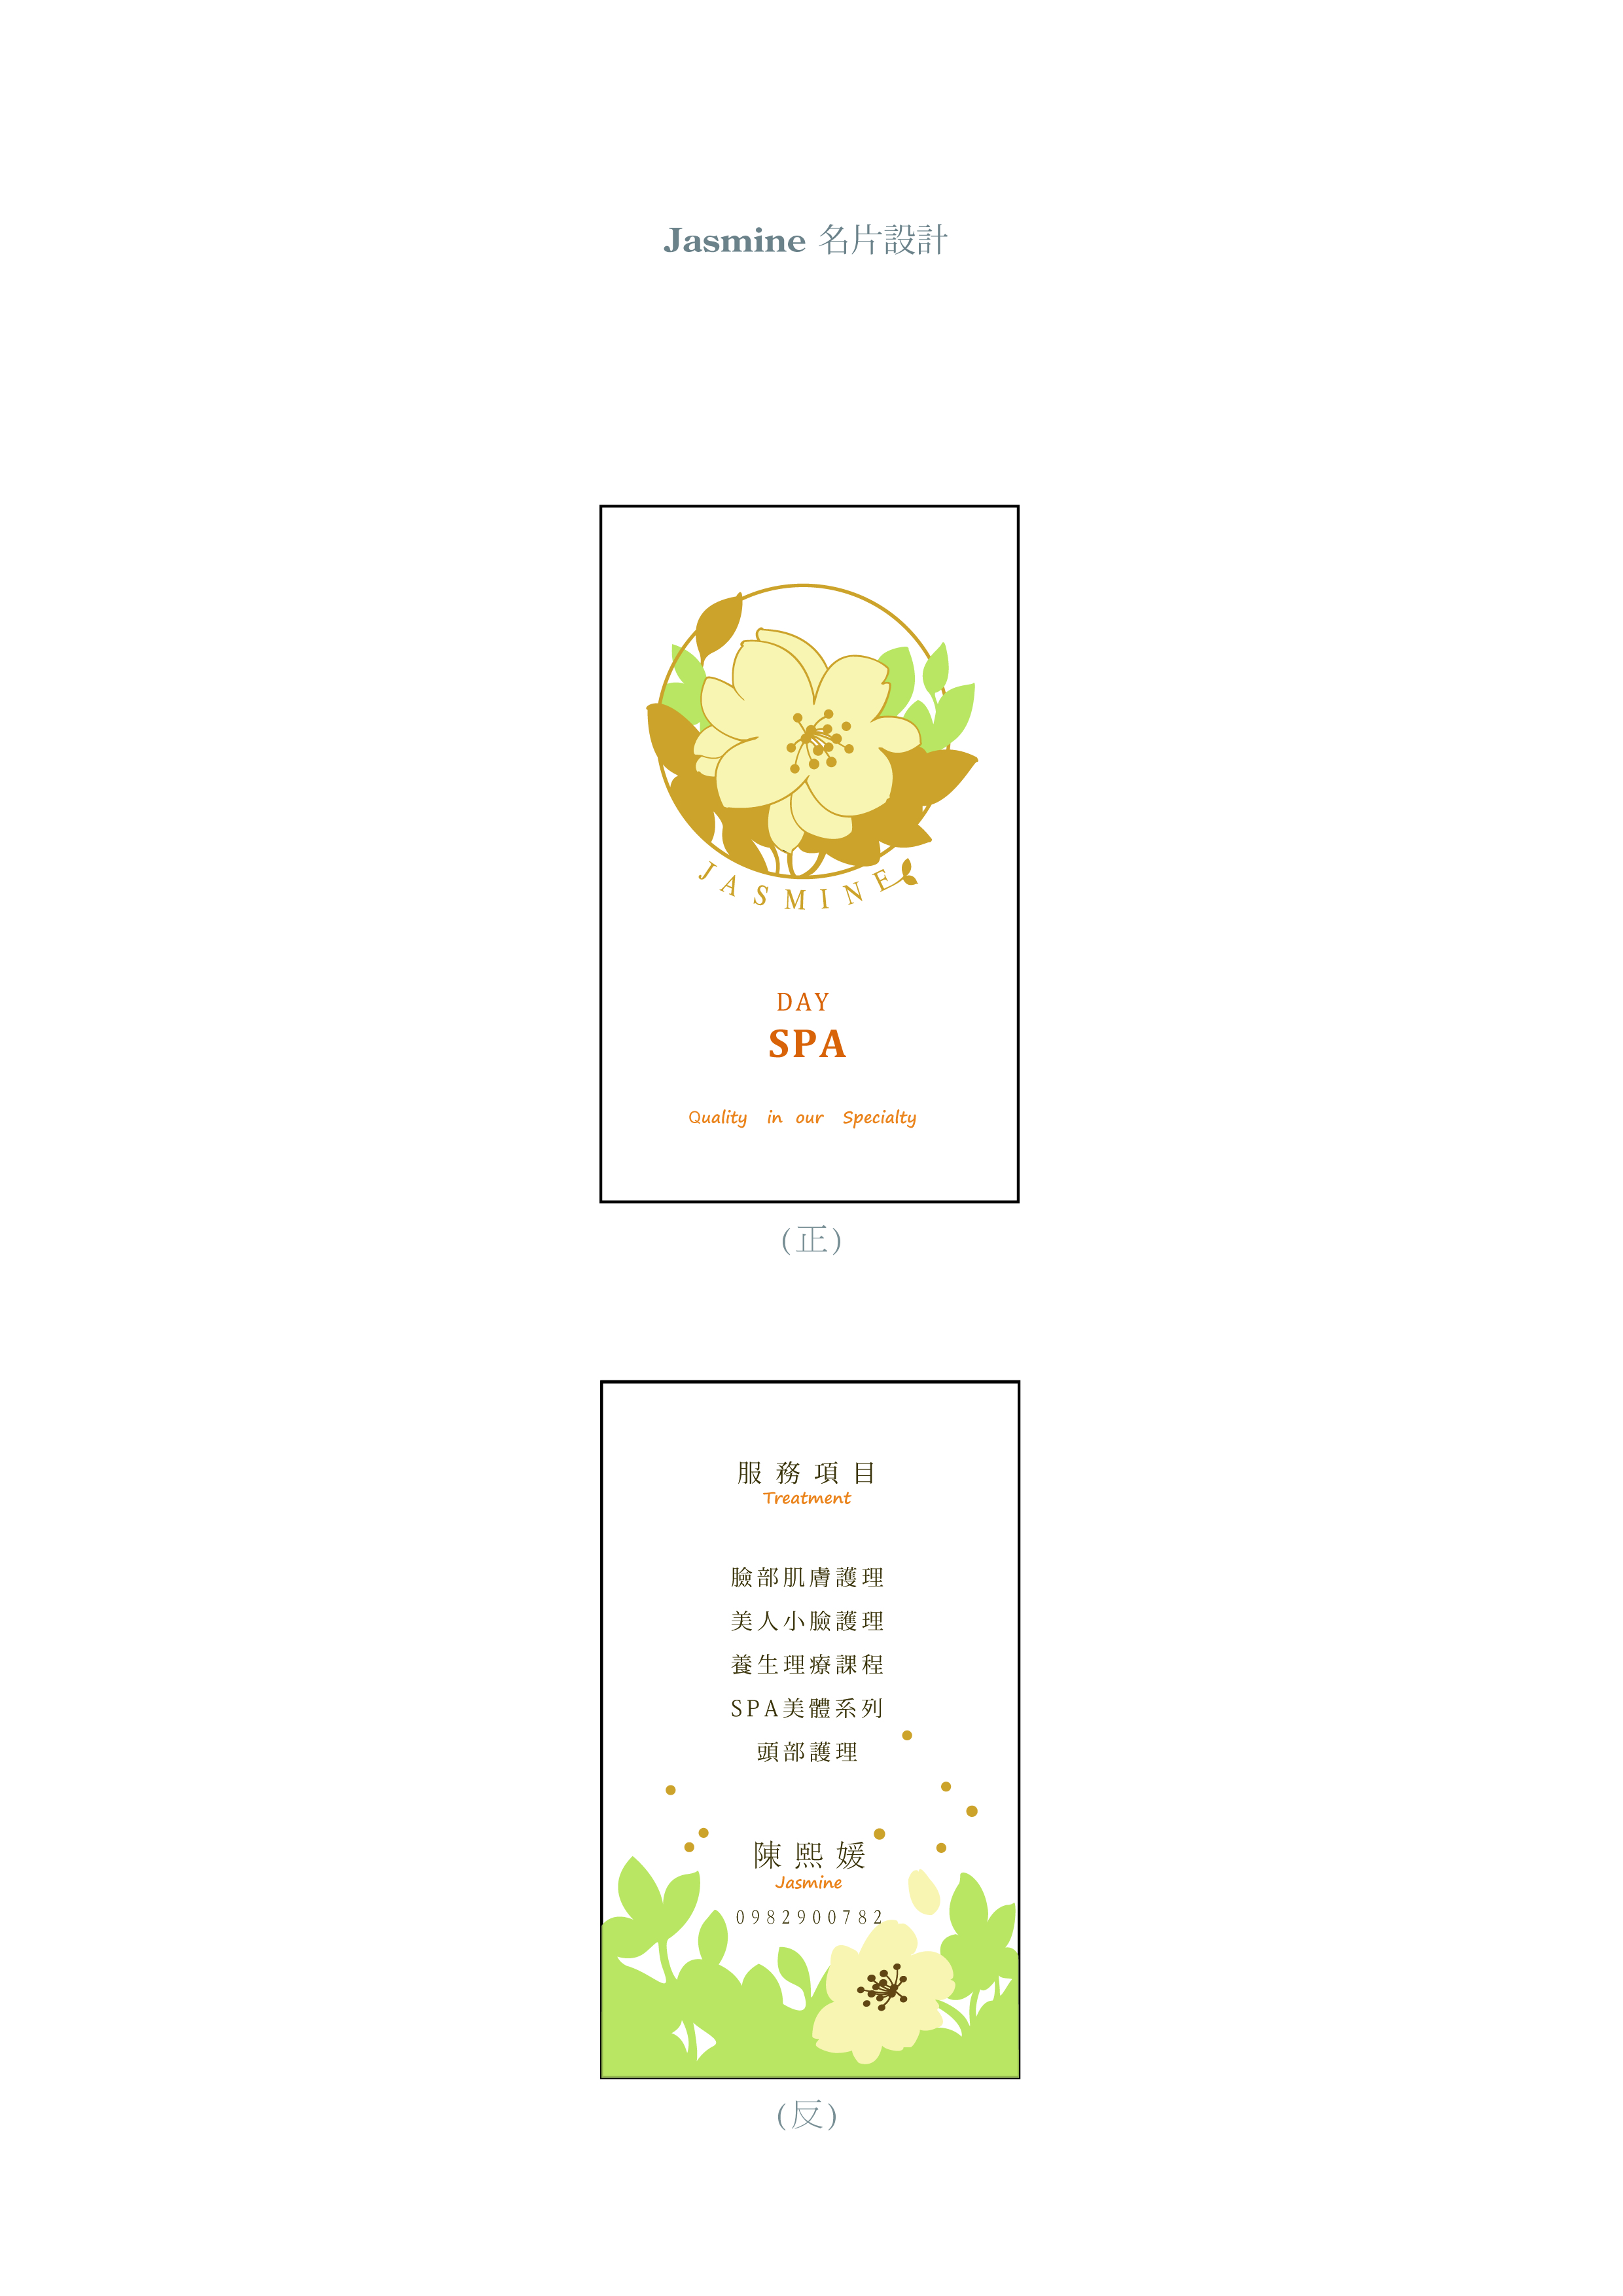 Jasmine 名片設計
JASMINE
DAY
SPA
Quality in our Specialty
(正)
服務項目
Treatment
臉部肌膚護理
美人小臉護理
養生理療課程
SPA美體系列
頭部護理
陳熙媛
Jasmine
0982900782
(反)